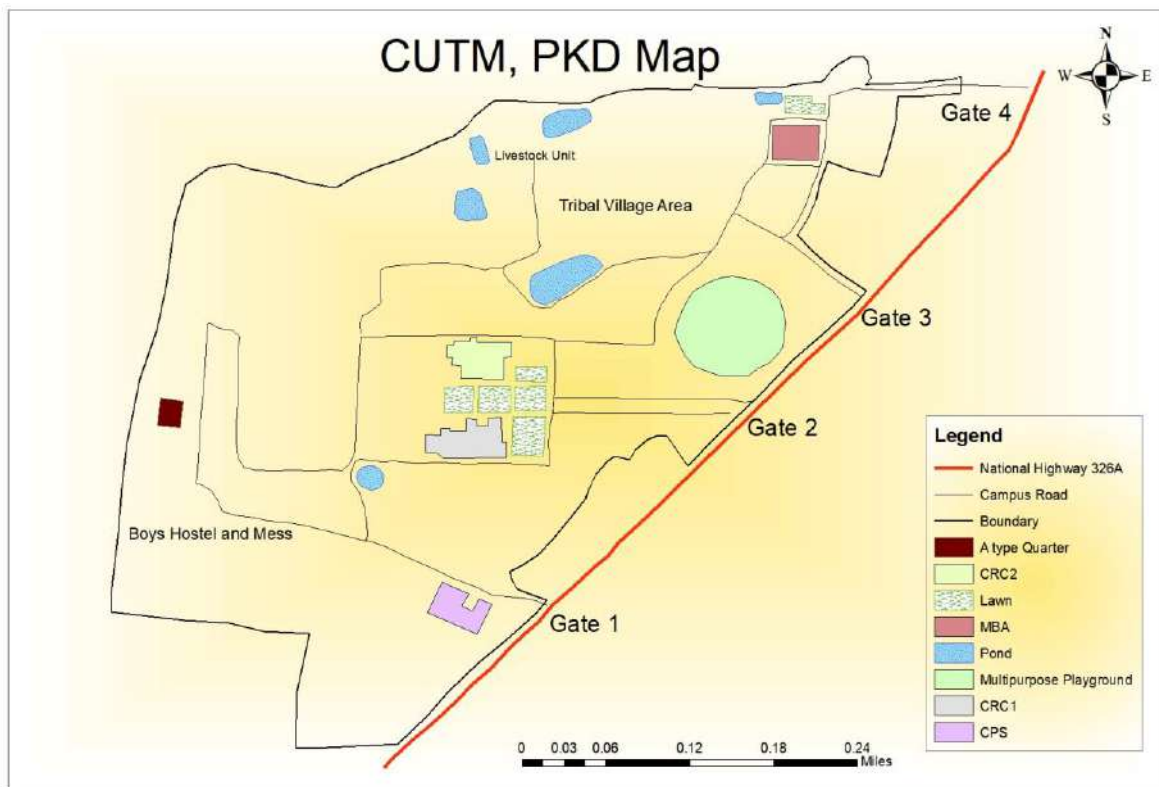 CUTM, PKD Map
N
W E
S
Gate 4
Livestock Unit
Tribal Village Area
Gate 3
Gate 2
Boys Hostel and Mess
Gate 1
Legend
National Highway 326A
Campus Road
Boundary
A type Quarter
CRC2
Lawn
MBA
Pond
Multipurpose Playground
CRC1
CPS
0 0.03 0.06 0.12 0.18 0.24
Miles